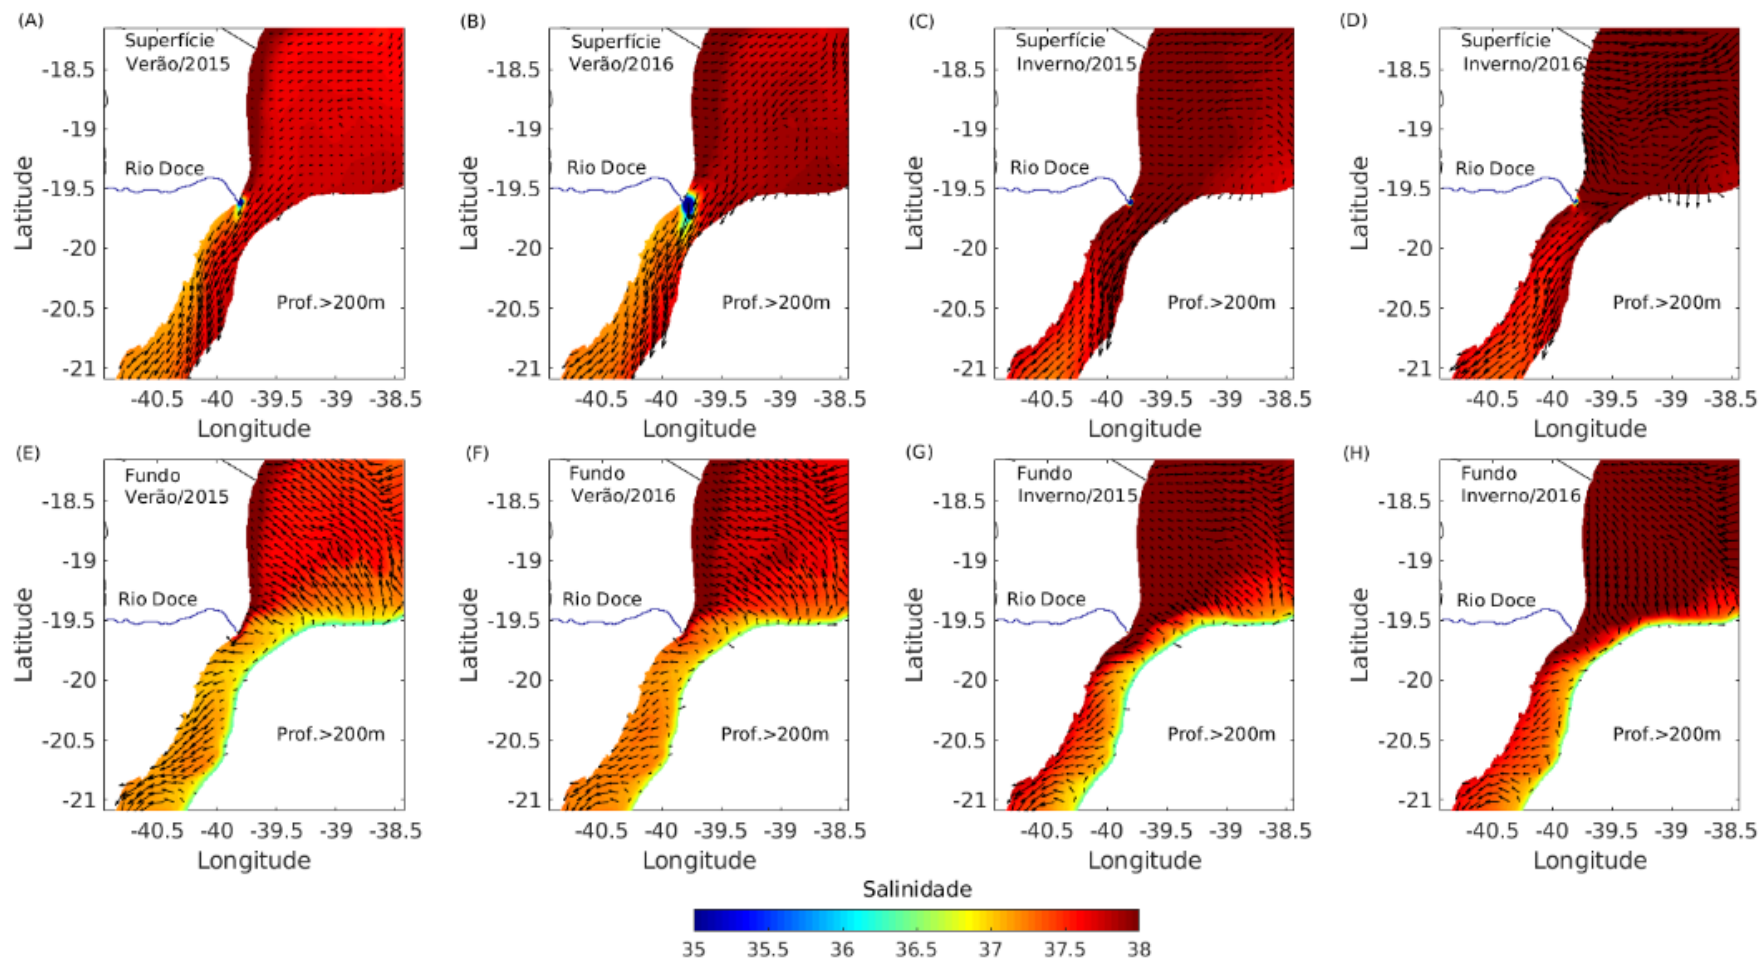 (A)
Superfície
Verão/2015
Rio Doce
Prof.>200m
-18.5
-19
-19.5
-20
-20.5
-21
Latitude
-40.5 -40 -39.5 -39 -38.5
Longitude
(B)
Superfície
Verão/2016
Rio Doce
Prof.>200m
-18.5
-19
-19.5
-20
-20.5
-21
Latitude
-40.5 -40 -39.5 -39 -38.5
Longitude
(C)
Superfície
Inverno/2015
Rio Doce
Prof.>200m
-18.5
-19
-19.5
-20
-20.5
-21
Latitude
-40.5 -40 -39.5 -39 -38.5
Longitude
(D)
Superfície
Inverno/2016
Rio Doce
Prof.>200m
-18.5
-19
-19.5
-20
-20.5
-21
Latitude
-40.5 -40 -39.5 -39 -38.5
Longitude
(E)
Fundo
Verão/2015
Rio Doce
Prof.>200m
-18.5
-19
-19.5
-20
-20.5
-21
Latitude
-40.5 -40 -39.5 -39 -38.5
Longitude
(F)
Fundo
Verão/2016
Rio Doce
Prof.>200m
-18.5
-19
-19.5
-20
-20.5
-21
Latitude
-40.5 -40 -39.5 -39 -38.5
Longitude
(G)
Fundo
Inverno/2015
Rio Doce
Prof.>200m
-18.5
-19
-19.5
-20
-20.5
-21
Latitude
-40.5 -40 -39.5 -39 -38.5
Longitude
(H)
Fundo
Inverno/2016
Rio Doce
Prof.>200m
-18.5
-19
-19.5
-20
-20.5
-21
Latitude
-40.5 -40 -39.5 -39 -38.5
Longitude
Salinidade
35 35.5 36 36.5 37 37.5 38